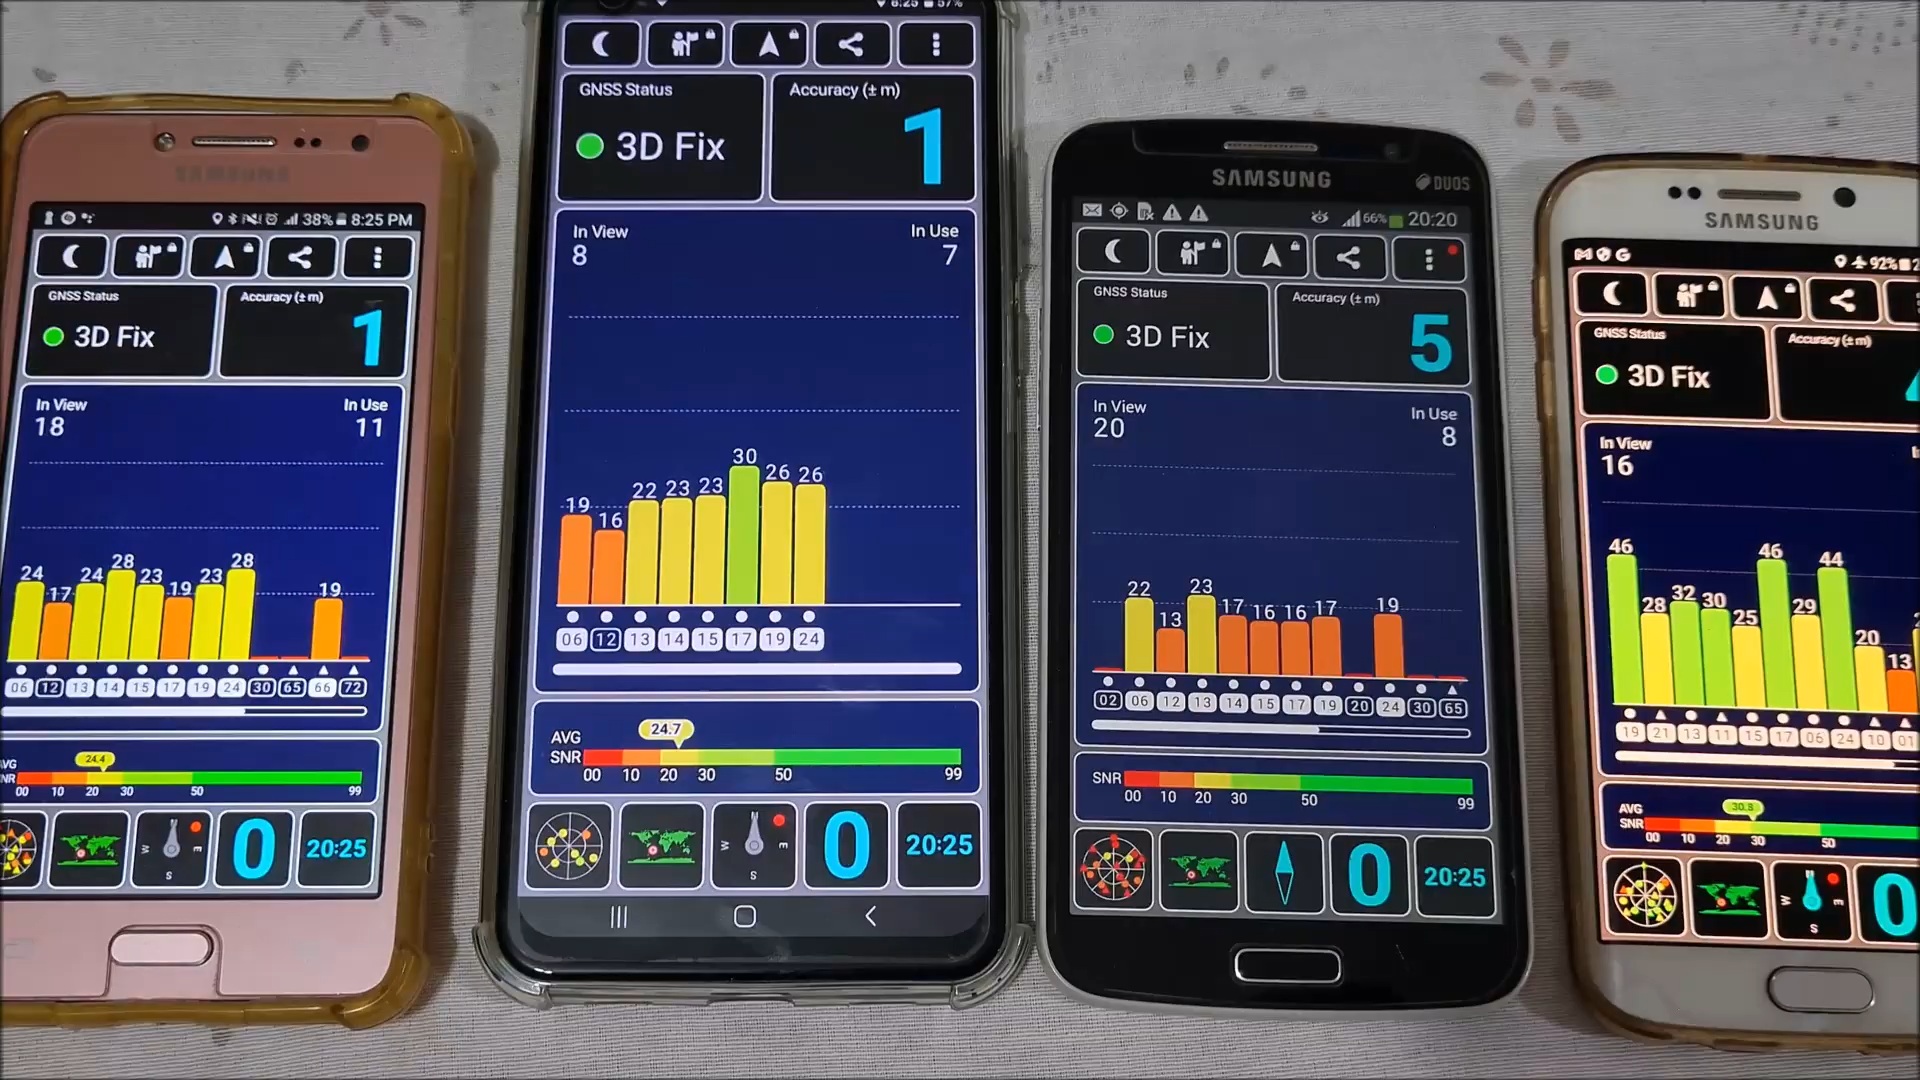 SAMSUNG
38% 8:25 PM
GNSS Status
3D Fix
Accuracy (± m)
1
In View
18
In Use
11
24 17 24 28 23 19 23 28 19
06 12 13 14 15 17 19 24 30 65 66 72
AVG
24.4
00 10 20 30 50 99
N
W E
S
0
20:25
8:25 57%
GNSS Status
3D Fix
Accuracy (± m)
1
In View
8
In Use
7
19 16 22 23 23 30 26 26
06 12 13 14 15 17 19 24
AVG
SNR
24.7
00 10 20 30 50 99
W E
S
0
20:25
SAMSUNG
DUOS
66% 20:20
GNSS Status
3D Fix
Accuracy (± m)
5
In View
20
In Use
8
22 13 23 17 16 16 17 19
02 06 12 13 14 15 17 19 20 24 30 65
SNR
00 10 20 30 50 99
0
20:25
SAMSUNG
G
92%
GNSS Status
3D Fix
Accuracy (± m)
In View
16
46 28 32 30 25 46 29 44 20 13
19 21 13 11 15 17 06 24 10 01
AVG
SNR
30.8
00 10 20 30 50
W E
S
0